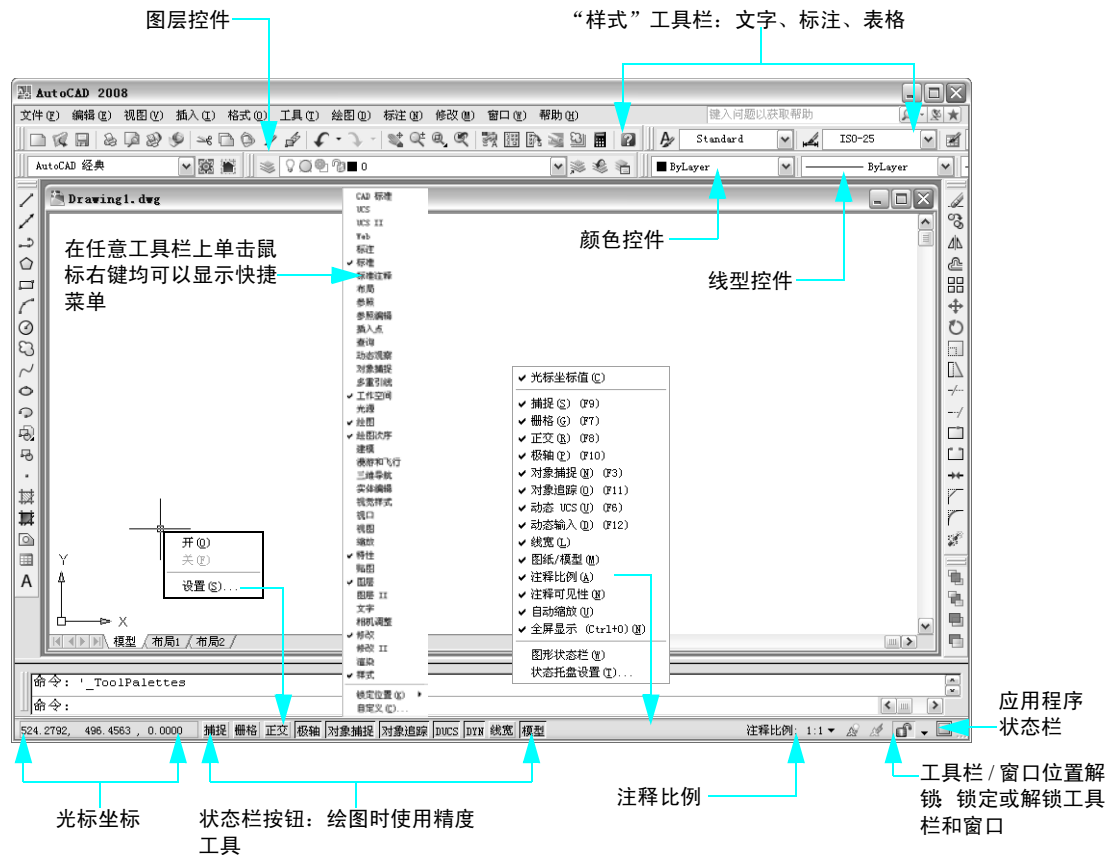 图层控件
“样式”工具栏：文字、标注、表格
AutoCAD 2008
文件(F) 编辑(E) 视图(V) 插入(I) 格式(O) 工具(T) 绘图(D) 标注(N) 修改(M) 窗口(W) 帮助(H)
键入问题以获取帮助
Standard
ISO-25
AutoCAD 经典
0
ByLayer
ByLayer
Drawing1.dwg
在任意工具栏上单击鼠
标右键均可以显示快捷
菜单
颜色控件
线型控件
CAD 标准
UCS
UCS II
Web
标注
✓ 标准
标准注释
布局
参照
参照编辑
插入点
查询
动态观察
对象捕捉
多重引线
✓ 工作空间
光源
✓ 绘图
✓ 绘图次序
建模
漫游和飞行
三维导航
实体编辑
视觉样式
视口
视图
缩放
✓ 特性
贴图
✓ 图层
图层 II
文字
相机调整
✓ 修改
修改 II
渲染
✓ 样式
锁定位置(K)
自定义(C)...
✓ 光标坐标值(C)
✓ 捕捉(S) (F9)
✓ 栅格(G) (F7)
✓ 正交(R) (F8)
✓ 极轴(P) (F10)
✓ 对象捕捉(N) (F3)
✓ 对象追踪(O) (F11)
✓ 动态 UCS(U) (F6)
✓ 动态输入(D) (F12)
✓ 线宽(L)
✓ 图纸/模型(M)
✓ 注释比例(A)
✓ 注释可见性(N)
✓ 自动缩放(U)
✓ 全屏显示 (Ctrl+0)(N)
图形状态栏(W)
状态托盘设置(T)...
开(O)
关(F)
设置(S)...
A
Y
X
模型 布局1 布局2
命令: '_ToolPalettes
命令:
524.2792, 496.4563 , 0.0000
捕捉 栅格 正交 极轴 对象捕捉 对象追踪 DUCS DYN 线宽 模型
注释比例: 1:1
应用程序
状态栏
光标坐标
状态栏按钮：绘图时使用精度
工具
注释比例
工具栏/窗口位置解
锁 锁定或解锁工具
栏和窗口